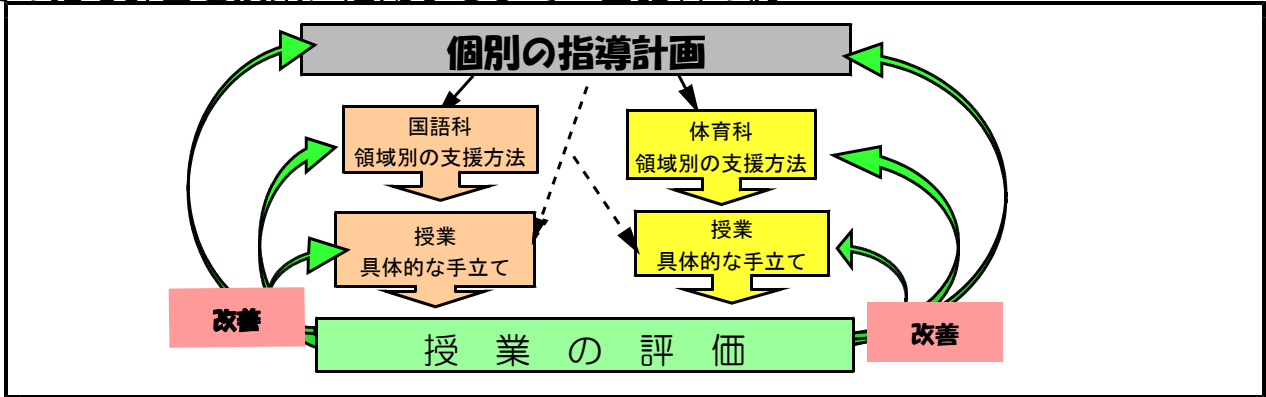 個別の指導計画
国語科
領域別の支援方法
体育科
領域別の支援方法
授業
具体的な手立て
授業
具体的な手立て
改善
改善
授業の評価